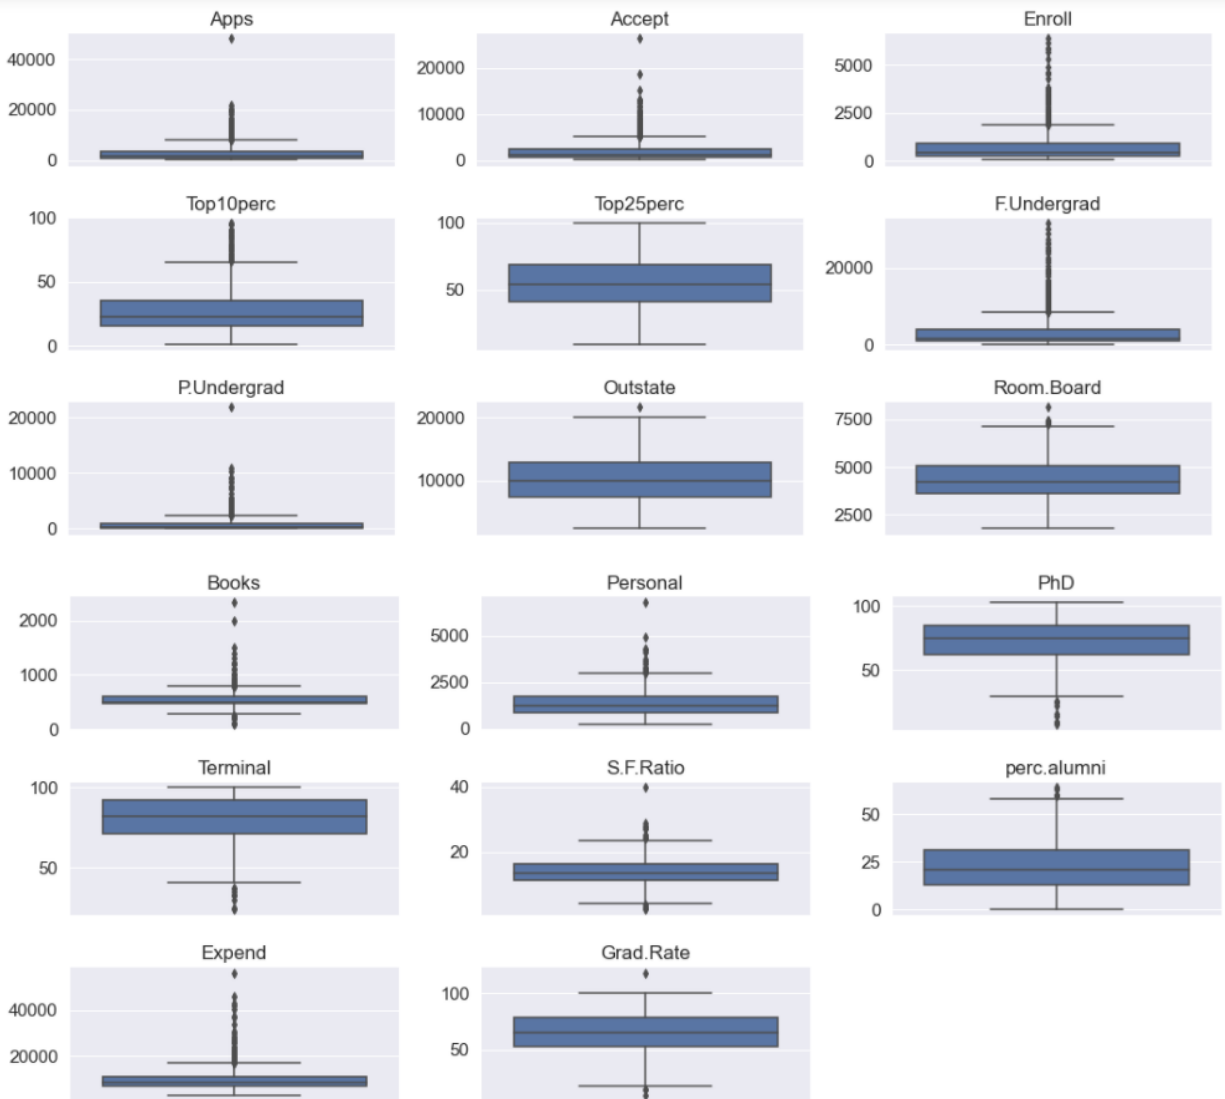 Apps Accept Enroll
40000 20000 5000
20000 10000 2500
0 0 0
Top10perc Top25perc F.Undergrad
100 100 20000
50 50 0
0
P.Undergrad Outstate Room.Board
20000 20000 7500
10000 10000 5000
0 2500
Books Personal PhD
2000 5000 100
1000 2500 50
0 0
Terminal S.F.Ratio perc.alumni
100 40 50
50 20 25
0
Expend Grad.Rate
40000 100
20000 50